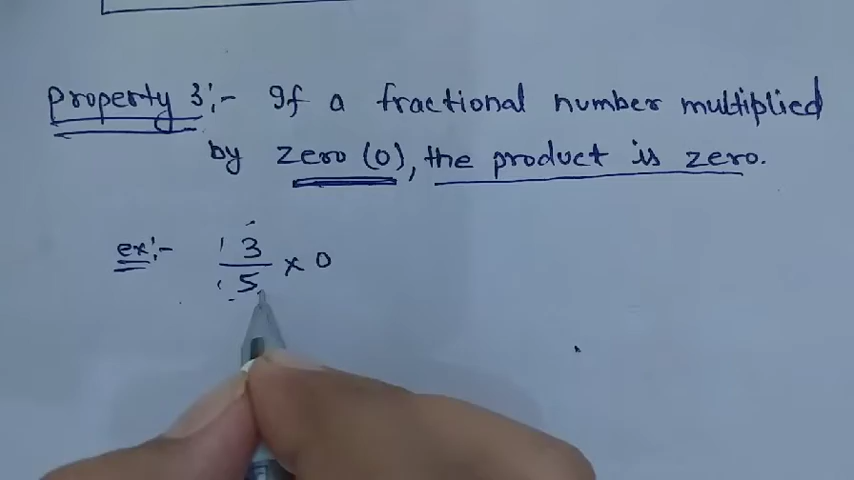 Property 3:- If a fractional number multiplied
by zero (0), the product is zero.
ex:- 3/5 × 0